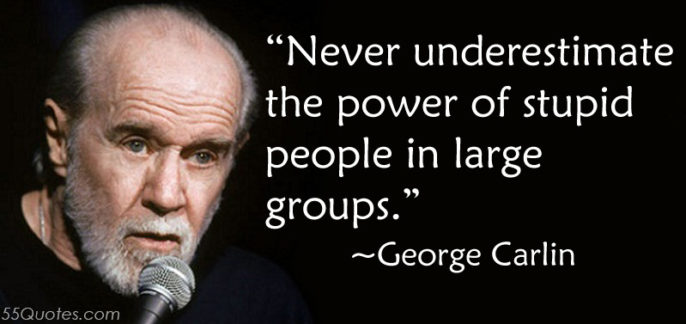 “Never underestimate
the power of stupid
people in large
groups.”
~George Carlin
55Quotes.com